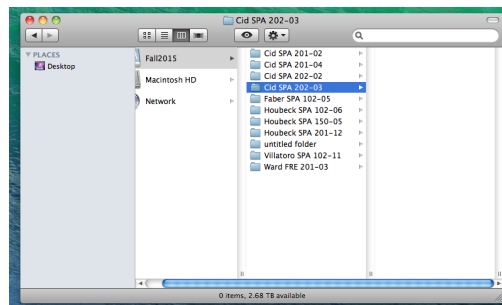 Cid SPA 202-03
PLACES
Desktop
Fall2015
Macintosh HD
Network
Cid SPA 201-02
Cid SPA 201-04
Cid SPA 202-02
Cid SPA 202-03
Faber SPA 102-05
Houbeck SPA 102-06
Houbeck SPA 150-05
Houbeck SPA 201-12
untitled folder
Villatoro SPA 102-11
Ward FRE 201-03
0 items, 2.68 TB available